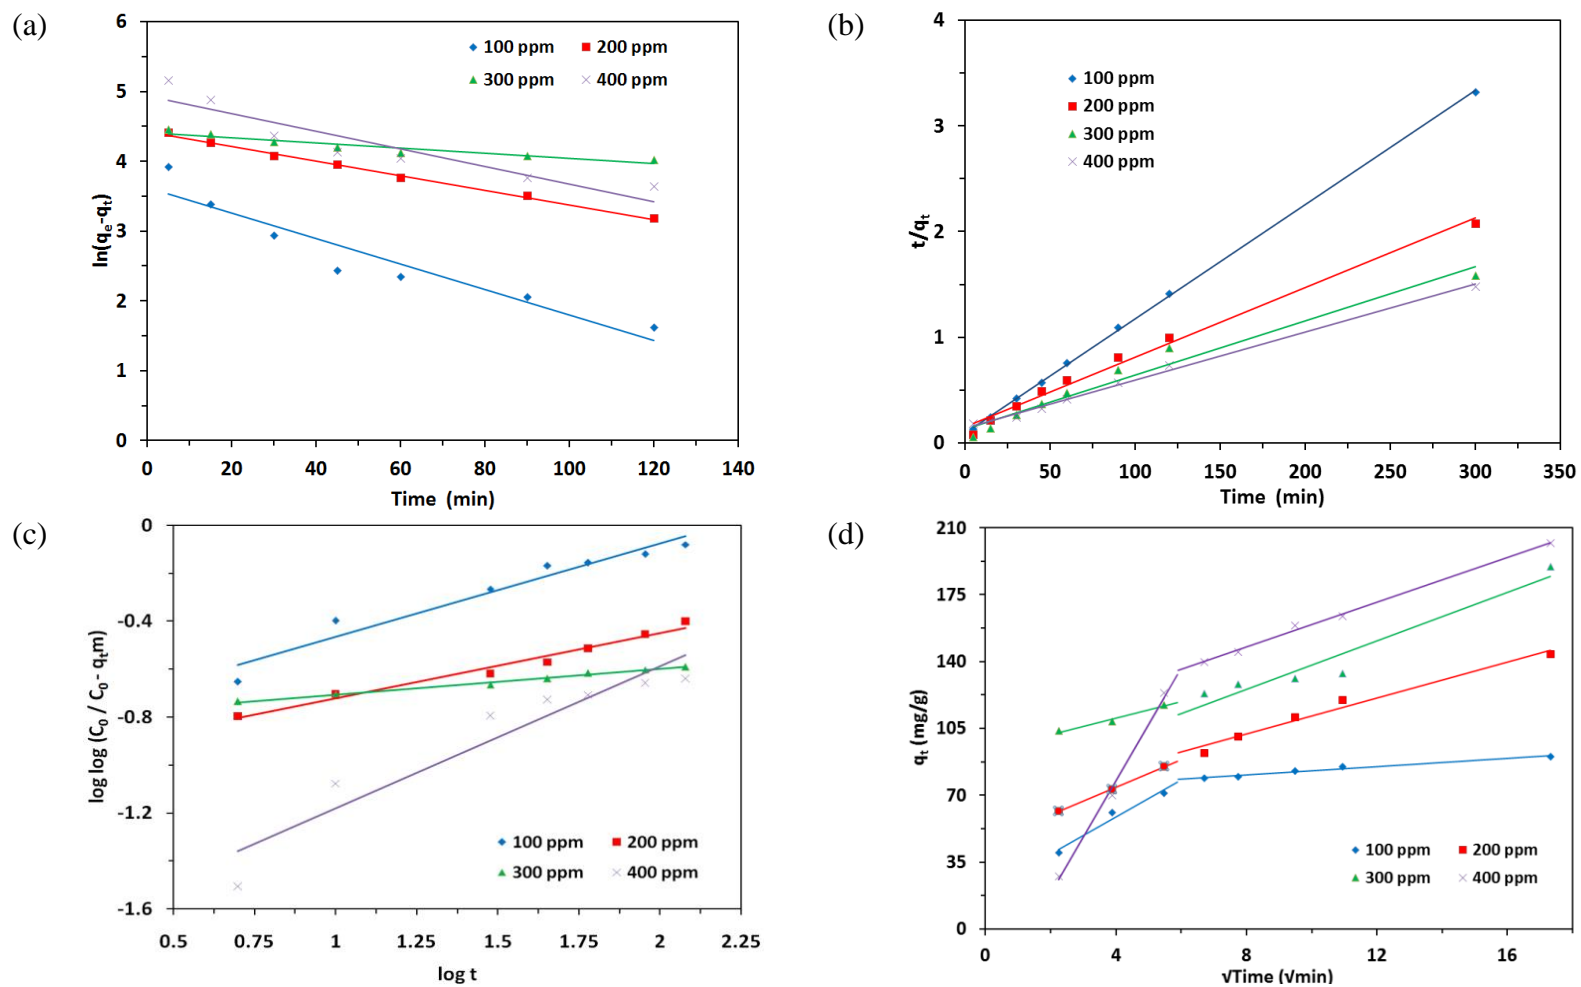 (a)
6
5
4
3
2
1
0
ln(qe-qt)
100 ppm
200 ppm
300 ppm
400 ppm
0 20 40 60 80 100 120 140
Time (min)
(b)
4
3
2
1
0
t/qt
100 ppm
200 ppm
300 ppm
400 ppm
0 50 100 150 200 250 300 350
Time (min)
(c)
0
-0.4
-0.8
-1.2
-1.6
log log (C0 / C0- qtm)
100 ppm
200 ppm
300 ppm
400 ppm
0.5 0.75 1 1.25 1.5 1.75 2 2.25
log t
(d)
210
175
140
105
70
35
0
qt (mg/g)
100 ppm
200 ppm
300 ppm
400 ppm
0 4 8 12 16
√Time (√min)